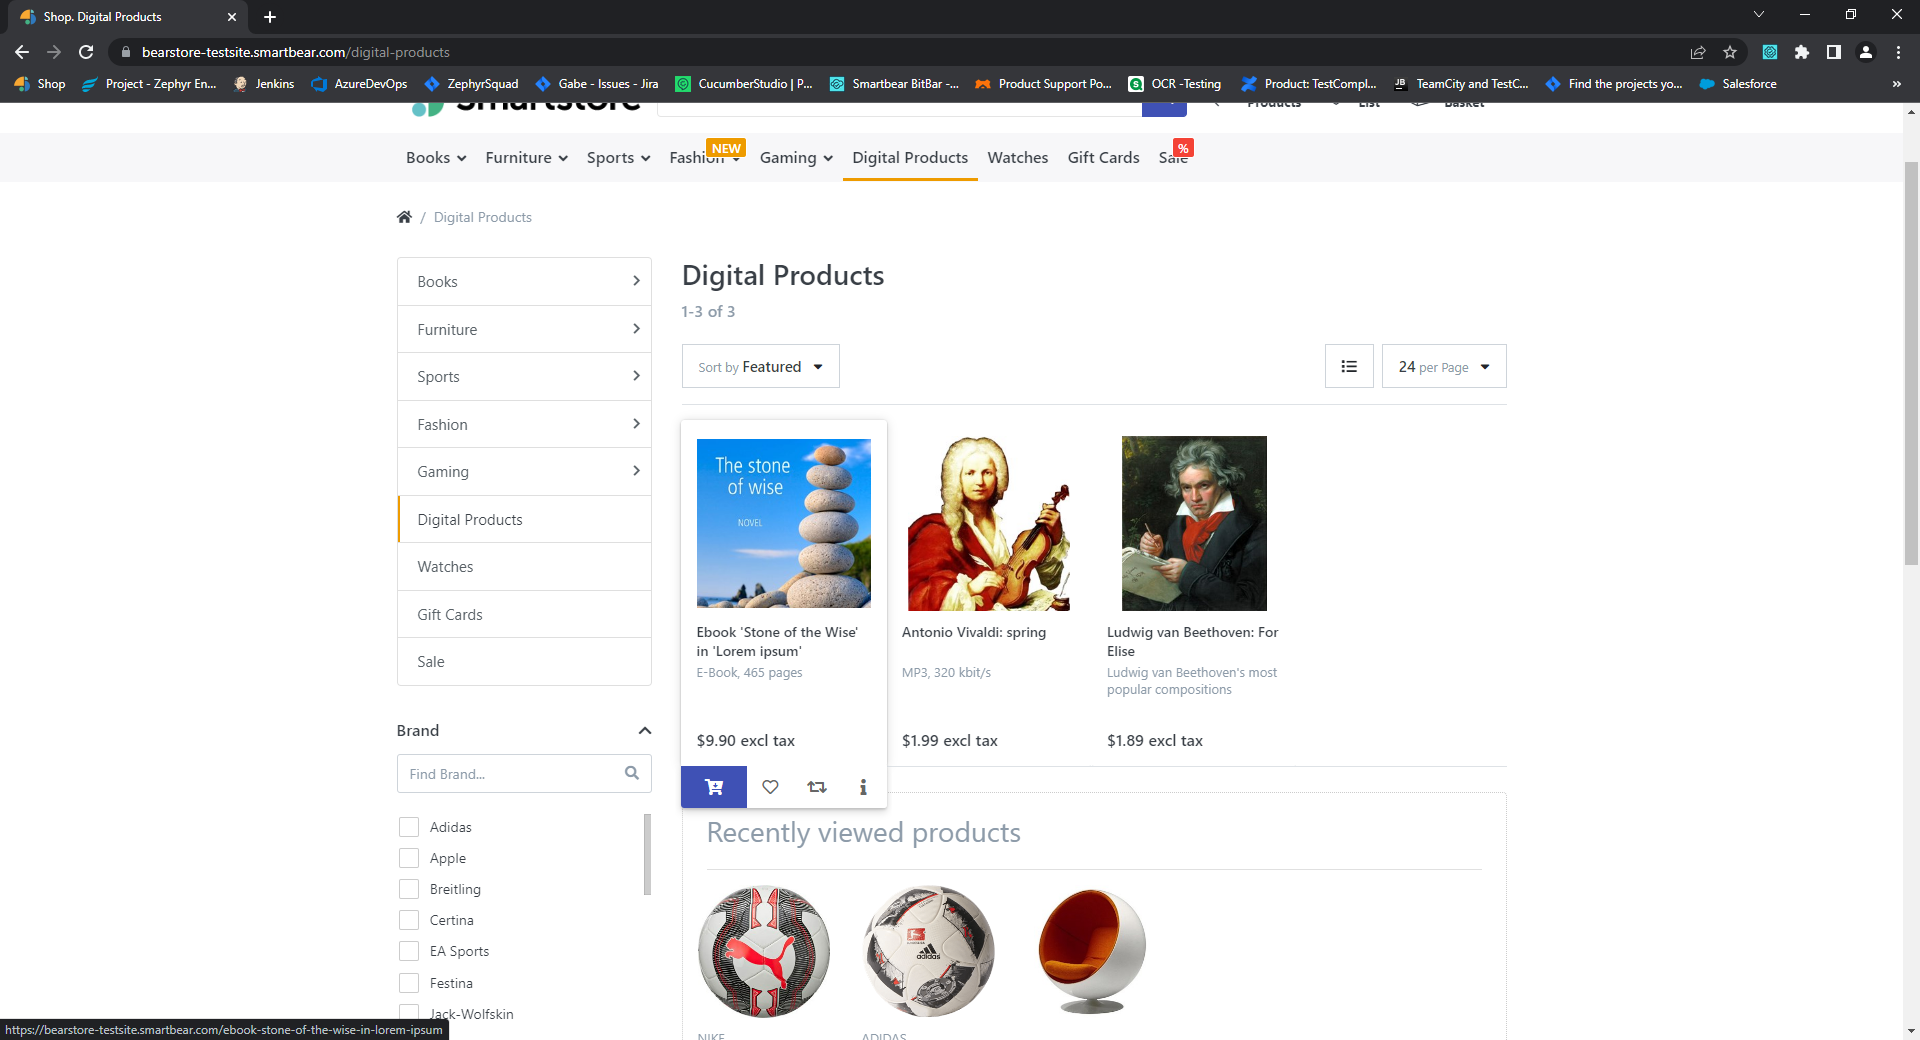 Shop. Digital Products
bearstore-testsite.smartbear.com/digital-products
Shop
Project - Zephyr En...
Jenkins
AzureDevOps
ZephyrSquad
Gabe - Issues - Jira
CucumberStudio | P...
Smartbear BitBar -...
Product Support Po...
OCR -Testing
Product: TestCompl...
TeamCity and TestC...
Find the projects yo...
Salesforce
»
smartstore
Products
List
Basket
Books
Furniture
Sports
Fashion
NEW
Gaming
Digital Products
Watches
Gift Cards
Sale
%
/ Digital Products
Books
Furniture
Sports
Fashion
Gaming
Digital Products
Watches
Gift Cards
Sale
Brand
Find Brand...
Adidas
Apple
Breitling
Certina
EA Sports
Festina
Jack-Wolfskin
Digital Products
1-3 of 3
Sort by Featured
24 per Page
The stone
of wise
NOVEL
Ebook 'Stone of the Wise'
in 'Lorem ipsum'
E-Book, 465 pages
$9.90 excl tax
Antonio Vivaldi: spring
MP3, 320 kbit/s
$1.99 excl tax
Ludwig van Beethoven: For
Elise
Ludwig van Beethoven's most
popular compositions
$1.89 excl tax
Recently viewed products
adidas
NIKE
ADIDAS
https://bearstore-testsite.smartbear.com/ebook-stone-of-the-wise-in-lorem-ipsum